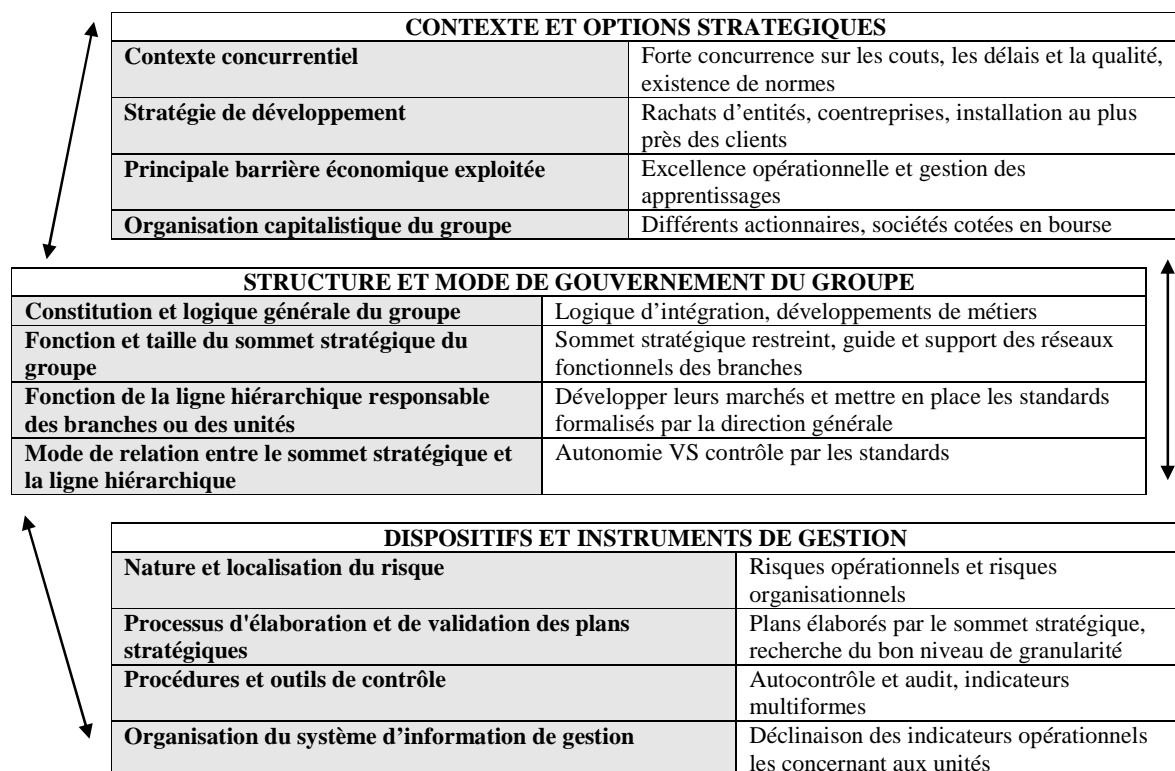 CONTEXTE ET OPTIONS STRATEGIQUES
Contexte concurrentiel
Forte concurrence sur les couts, les délais et la qualité,
existence de normes
Stratégie de développement
Rachats d’entités, coentreprises, installation au plus
près des clients
Principale barrière économique exploitée
Excellence opérationnelle et gestion des
apprentissages
Organisation capitalistique du groupe
Différents actionnaires, sociétés cotées en bourse
STRUCTURE ET MODE DE GOUVERNEMENT DU GROUPE
Constitution et logique générale du groupe
Logique d’intégration, développements de métiers
Fonction et taille du sommet stratégique du
groupe
Sommet stratégique restreint, guide et support des réseaux
fonctionnels des branches
Fonction de la ligne hiérarchique responsable
des branches ou des unités
Développer leurs marchés et mettre en place les standards
formalisés par la direction générale
Mode de relation entre le sommet stratégique et
la ligne hiérarchique
Autonomie VS contrôle par les standards
DISPOSITIFS ET INSTRUMENTS DE GESTION
Nature et localisation du risque
Risques opérationnels et risques
organisationnels
Processus d'élaboration et de validation des plans
stratégiques
Plans élaborés par le sommet stratégique,
recherche du bon niveau de granularité
Procédures et outils de contrôle
Autocontrôle et audit, indicateurs
multiformes
Organisation du système d’information de gestion
Déclinaison des indicateurs opérationnels
les concernant aux unités